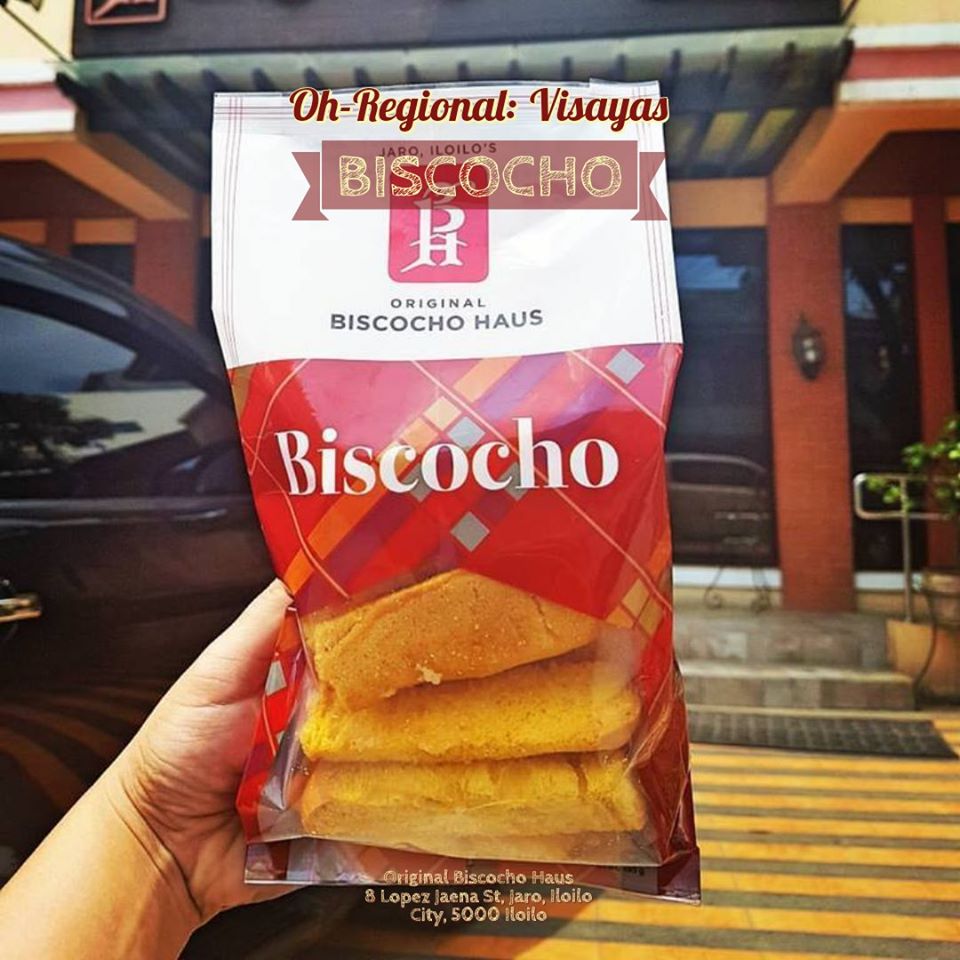 Oh-Regional: Visayas
JARO, ILOILO'S
BISCOCHO
BH
ORIGINAL
BISCOCHO HAUS
Biscocho
Original Biscocho Haus
8 Lopez Jaena St, Jaro, Iloilo
City, 5000 Iloilo